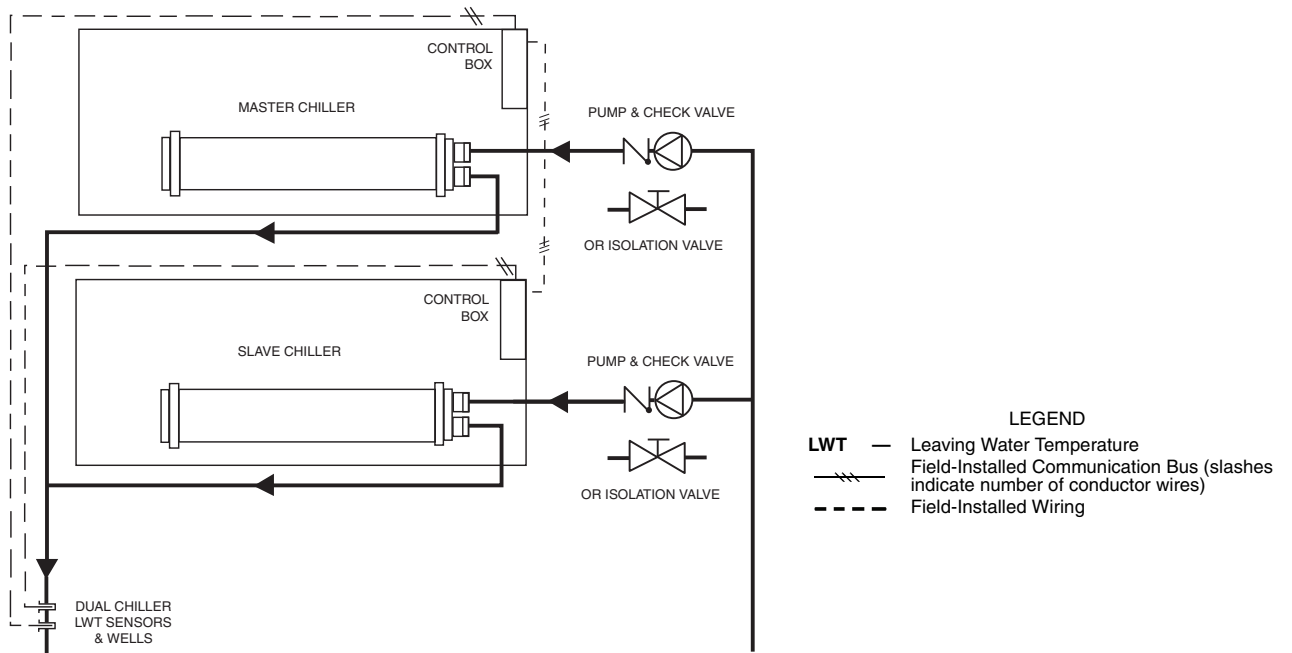 CONTROL
BOX
MASTER CHILLER
PUMP & CHECK VALVE
OR ISOLATION VALVE
CONTROL
BOX
SLAVE CHILLER
PUMP & CHECK VALVE
OR ISOLATION VALVE
DUAL CHILLER
LWT SENSORS
& WELLS
LEGEND
LWT — Leaving Water Temperature
Field-Installed Communication Bus (slashes
indicate number of conductor wires)
Field-Installed Wiring